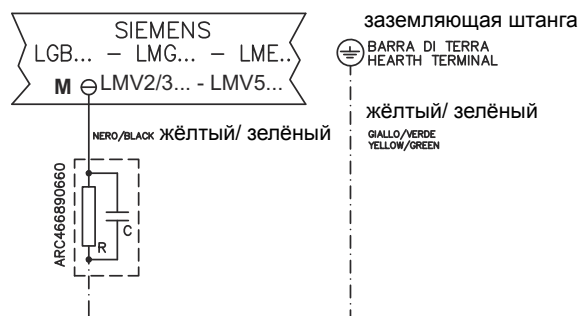 SIEMENS
LGB... – LMG... – LME...
M LMV2/3... - LMV5...
NERO/BLACK жёлтый/ зелёный
ARC466890660
C
R
заземляющая штанга
BARRA DI TERRA
HEARTH TERMINAL
жёлтый/ зелёный
GIALLO/VERDE
YELLOW/GREEN